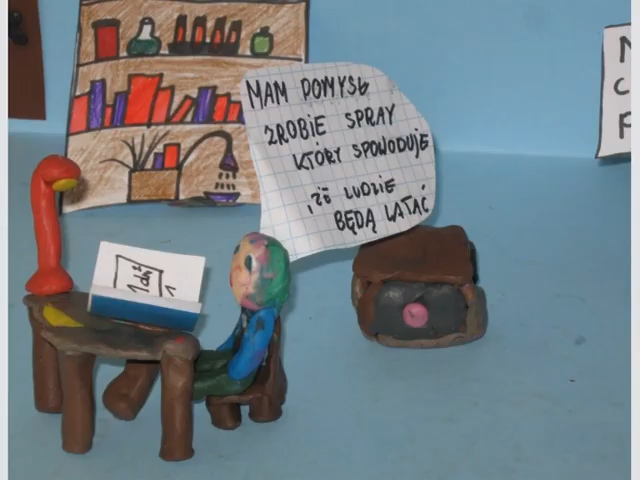 MAM POMYSŁ
ZROBIE SPRAY
KTÓRY SPOWODUJE
,ŻE LUDZIE
BĘDĄ LATAĆ